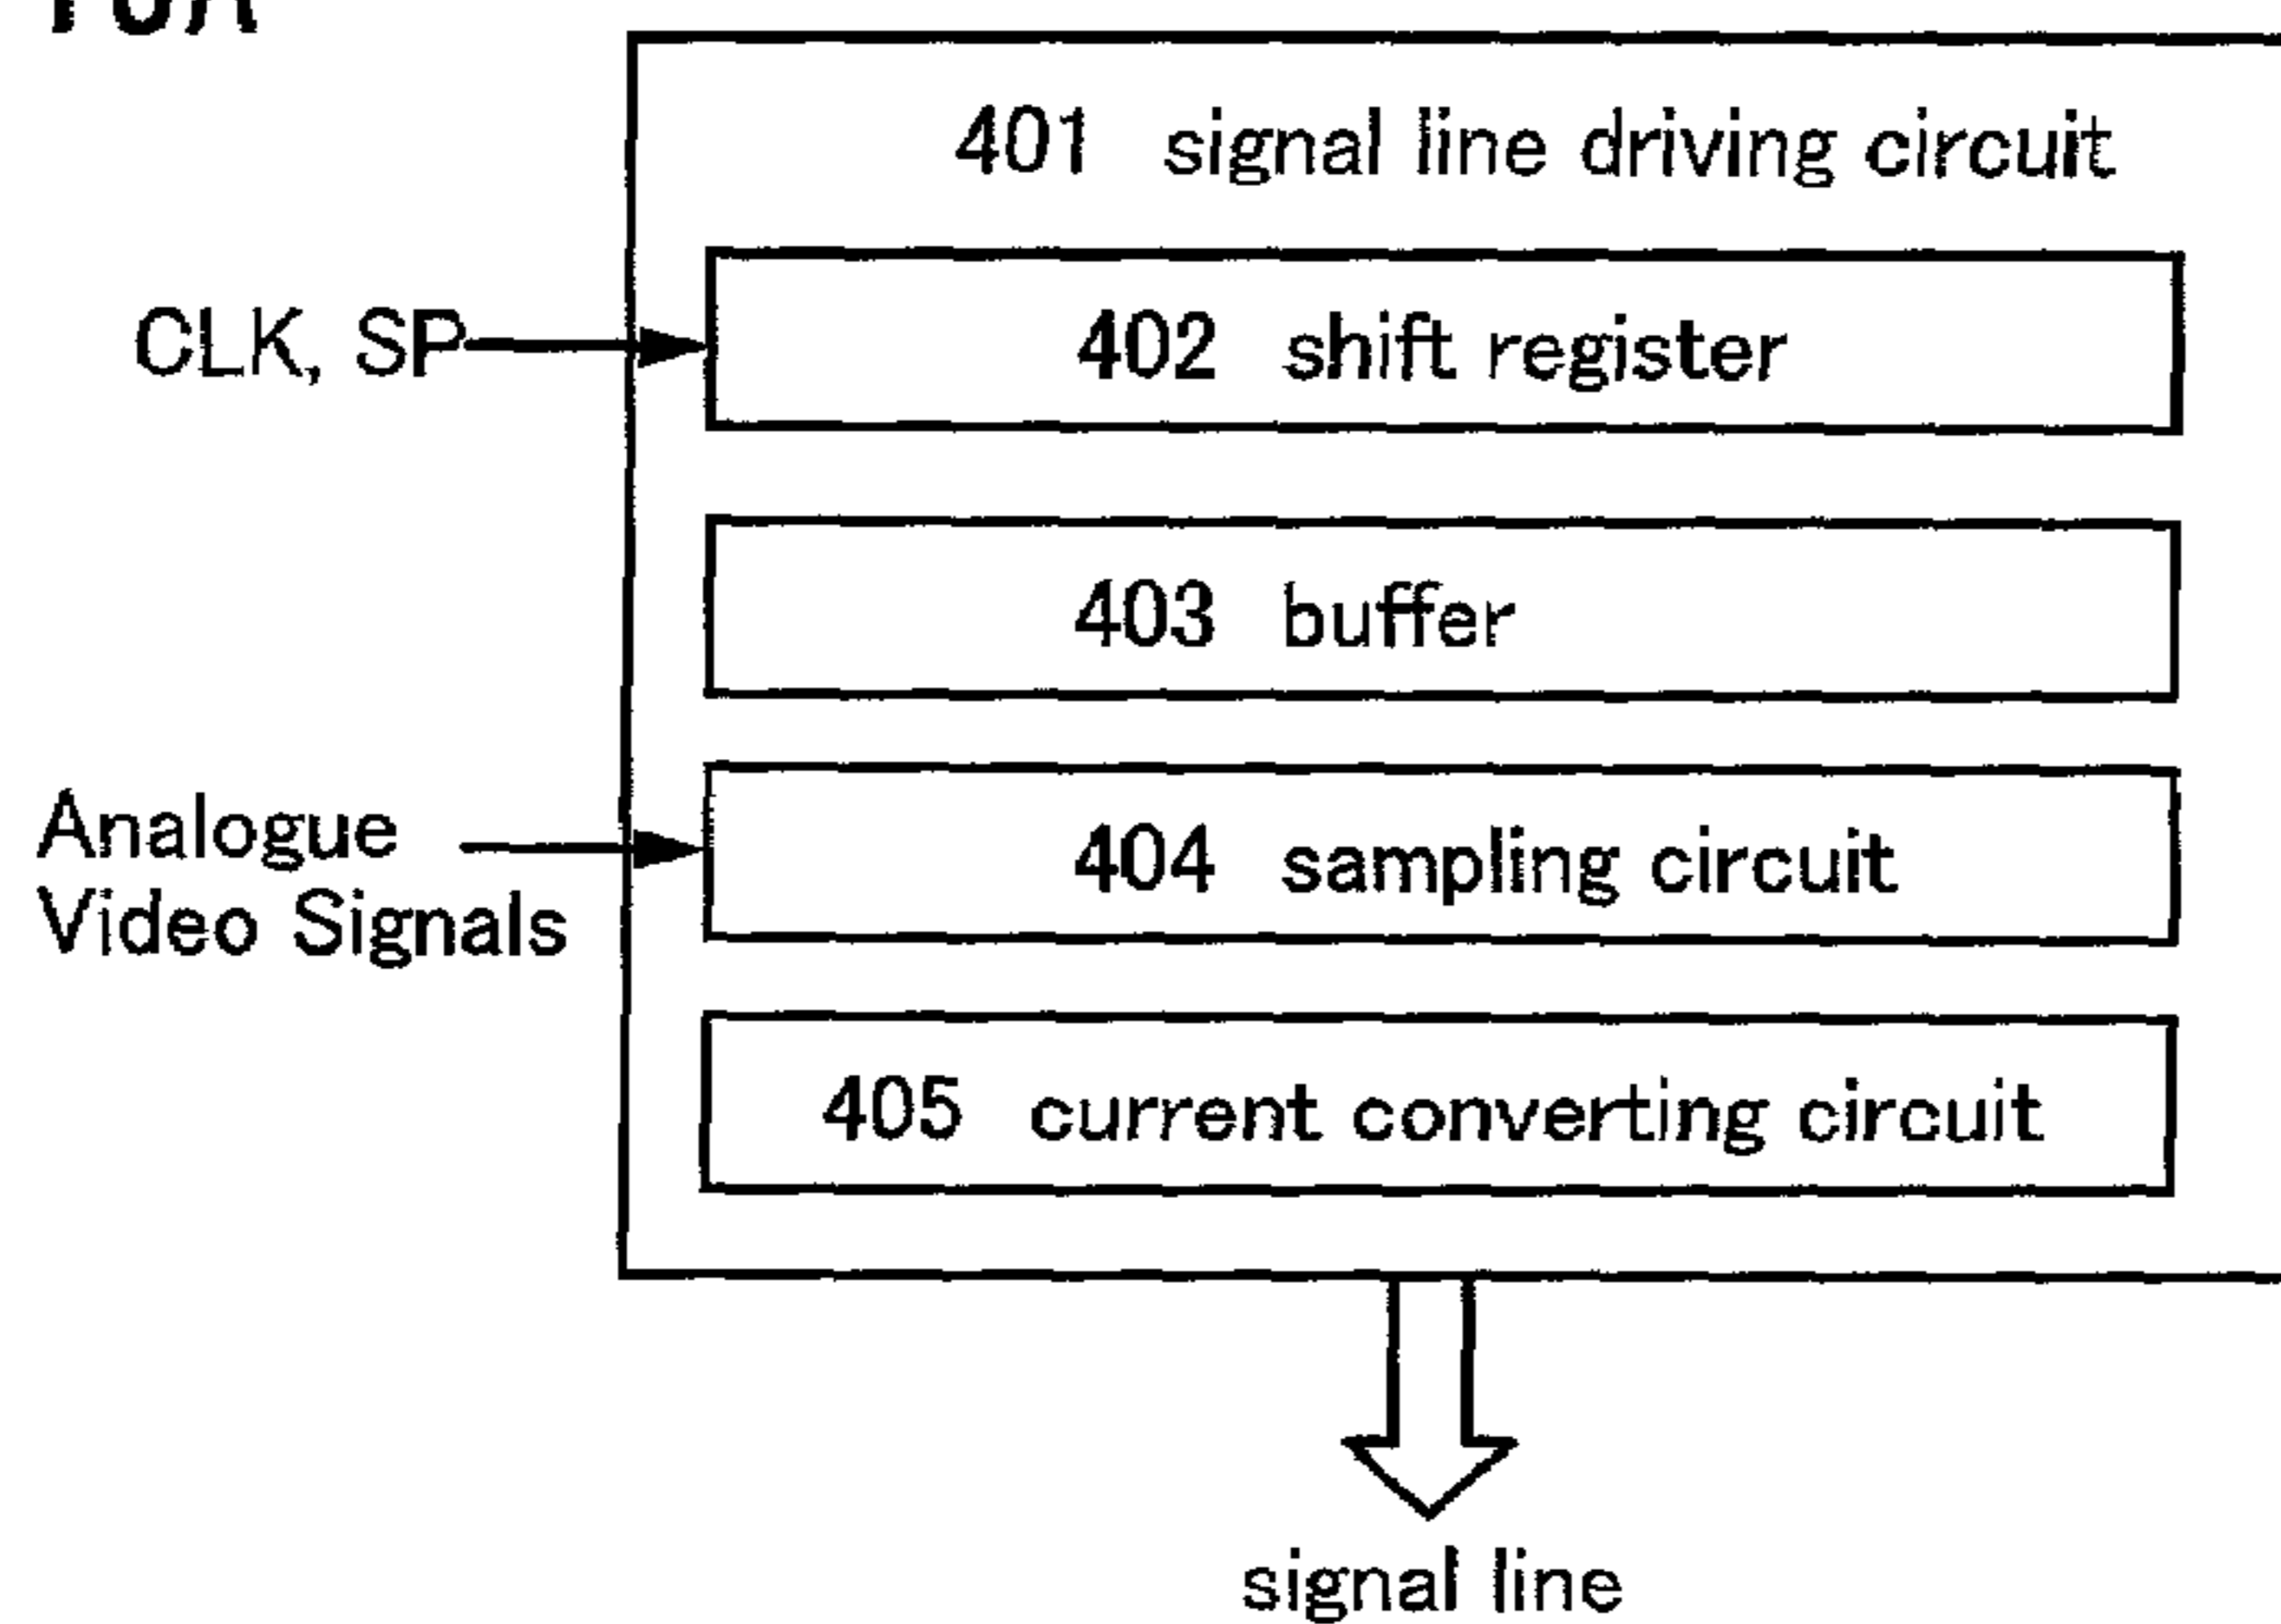 401 signal line driving circuit
CLK, SP
402 shift register
403 buffer
Analogue
Video Signals
404 sampling circuit
405 current converting circuit
signal line